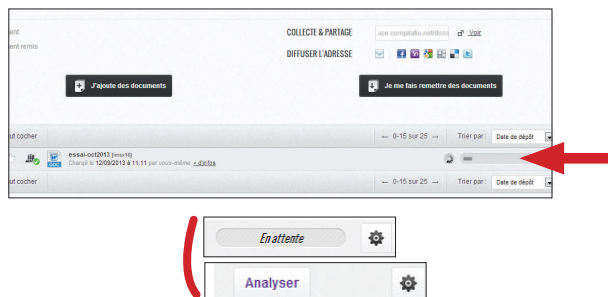 ent
COLLECTE & PARTAGE
ace.compilatio.net/doss
Voir
ent remis
DIFFUSER L'ADRESSE
J'ajoute des documents
Je me fais remettre des documents
ut cocher
← 0-15 sur 25 →
Trier par :
Date de dépôt
essai-oct2013
Chargé le 12/09/2013 à 11:11 par vous-même
+ d'infos
ut cocher
← 0-15 sur 25 →
Trier par :
Date de dépôt
En attente
Analyser